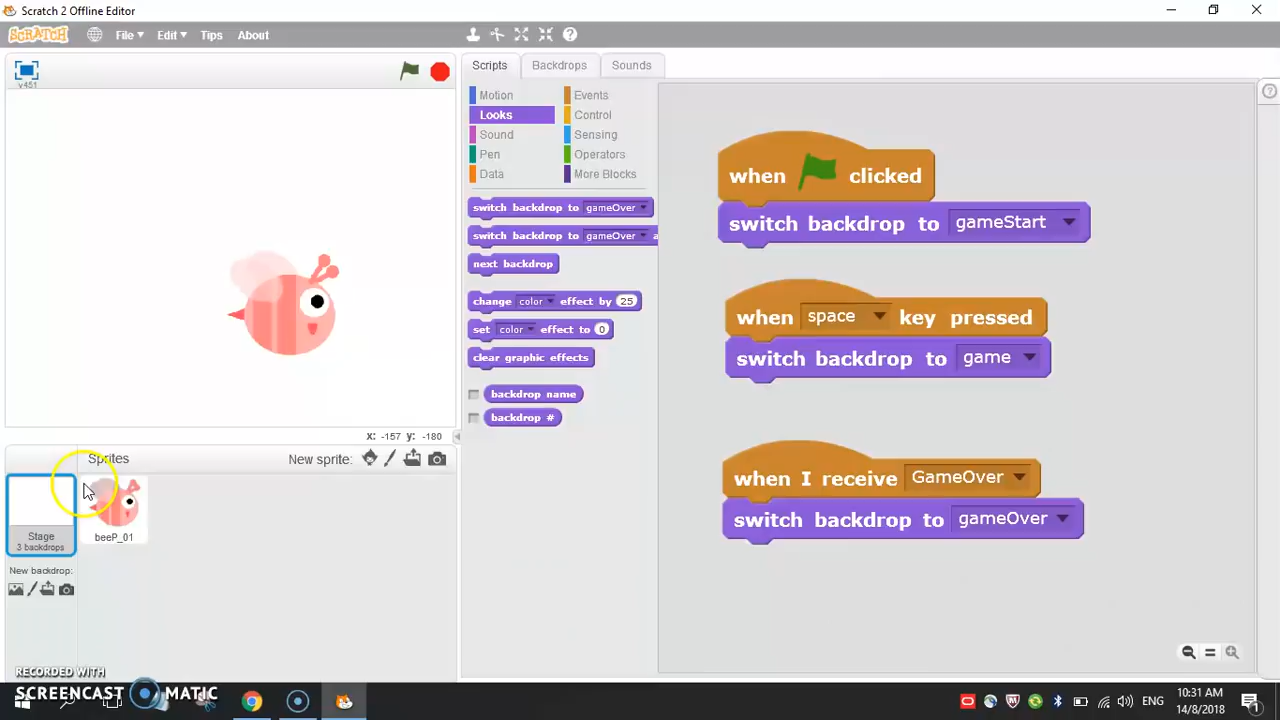 Scratch 2 Offline Editor
SCRATCH File Edit Tips About
v451
Scripts Backdrops Sounds
Motion Events
Looks Control
Sound Sensing
Pen Operators
Data More Blocks
switch backdrop to gameOver
switch backdrop to gameOver a
next backdrop
change color effect by 25
set color effect to 0
clear graphic effects
backdrop name
backdrop #
when clicked
switch backdrop to gameStart
when space key pressed
switch backdrop to game
when I receive GameOver
switch backdrop to gameOver
x: -157 y: -180
Sprites New sprite:
Stage
3 backdrops
beeP_01
New backdrop:
RECORDED WITH
SCREENCAST MATIC
ENG
10:31 AM
14/8/2018
1